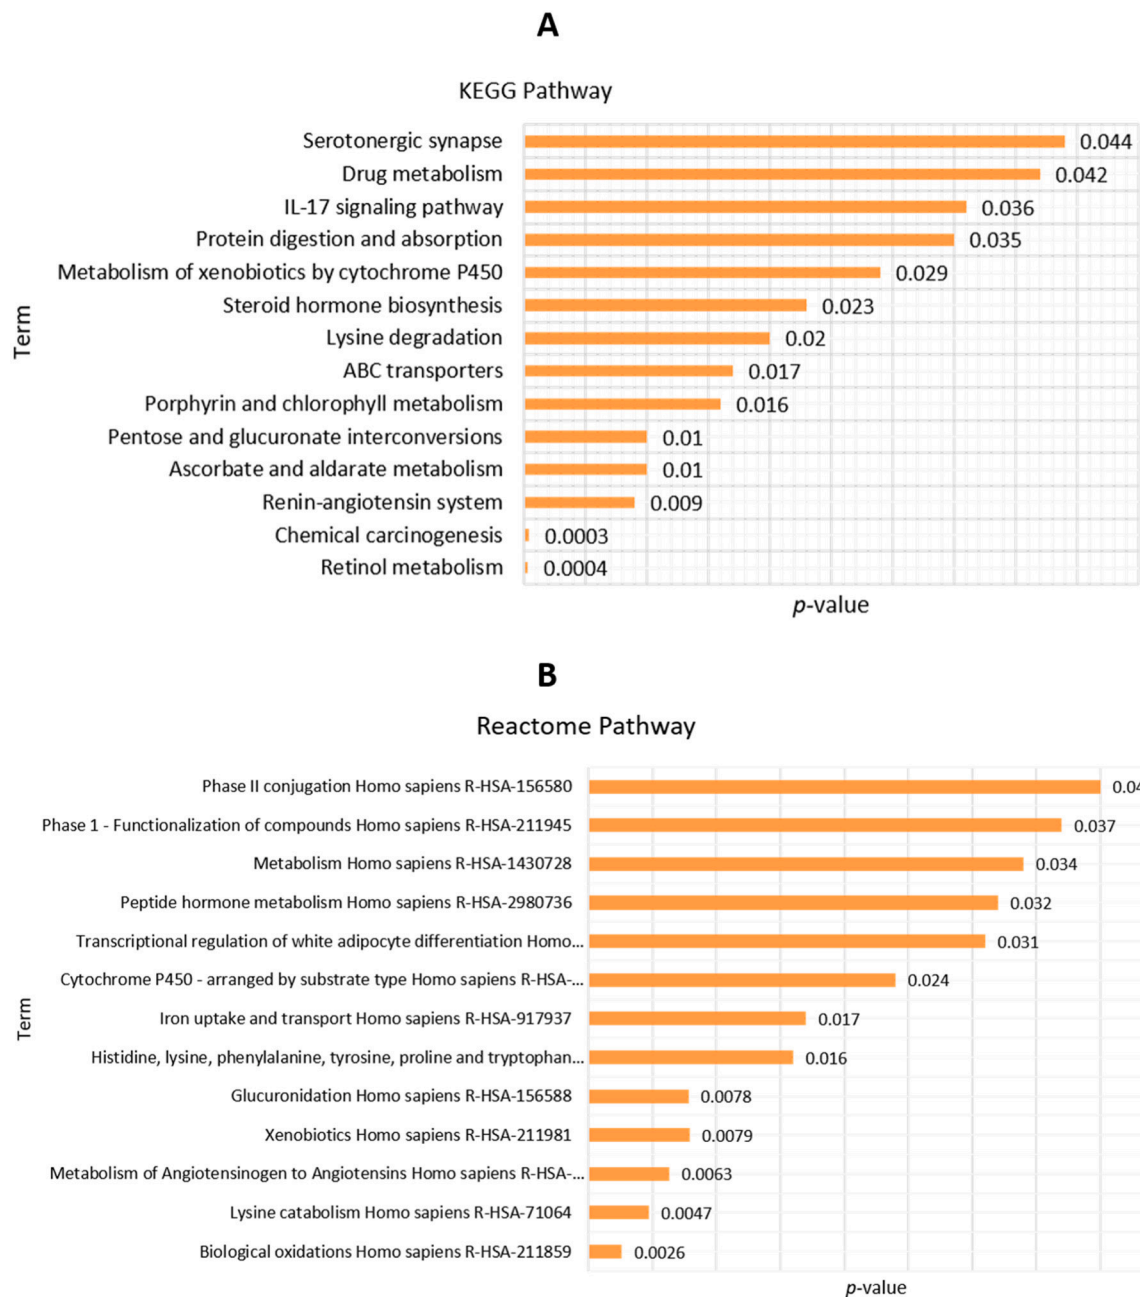 A
KEGG Pathway
Serotonergic synapse 0.044
Drug metabolism 0.042
IL-17 signaling pathway 0.036
Protein digestion and absorption 0.035
Metabolism of xenobiotics by cytochrome P450 0.029
Steroid hormone biosynthesis 0.023
Lysine degradation 0.02
ABC transporters 0.017
Porphyrin and chlorophyll metabolism 0.016
Pentose and glucuronate interconversions 0.01
Ascorbate and aldarate metabolism 0.01
Renin-angiotensin system 0.009
Chemical carcinogenesis 0.0003
Retinol metabolism 0.0004
Term
p-value
B
Reactome Pathway
Phase II conjugation Homo sapiens R-HSA-156580 0.04
Phase 1 - Functionalization of compounds Homo sapiens R-HSA-211945 0.037
Metabolism Homo sapiens R-HSA-1430728 0.034
Peptide hormone metabolism Homo sapiens R-HSA-2980736 0.032
Transcriptional regulation of white adipocyte differentiation Homo... 0.031
Cytochrome P450 - arranged by substrate type Homo sapiens R-HSA-... 0.024
Iron uptake and transport Homo sapiens R-HSA-917937 0.017
Histidine, lysine, phenylalanine, tyrosine, proline and tryptophan... 0.016
Glucuronidation Homo sapiens R-HSA-156588 0.0078
Xenobiotics Homo sapiens R-HSA-211981 0.0079
Metabolism of Angiotensinogen to Angiotensins Homo sapiens R-HSA-... 0.0063
Lysine catabolism Homo sapiens R-HSA-71064 0.0047
Biological oxidations Homo sapiens R-HSA-211859 0.0026
Term
p-value